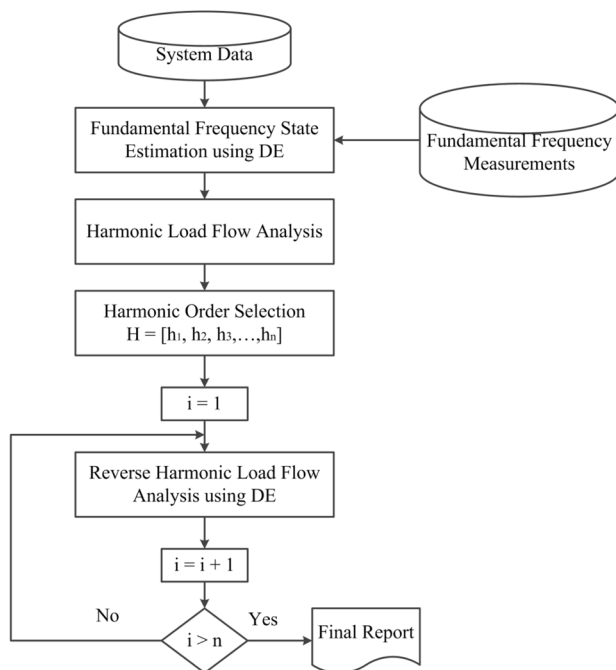 System Data
Fundamental Frequency State
Estimation using DE
Fundamental Frequency
Measurements
Harmonic Load Flow Analysis
Harmonic Order Selection
H = [h₁, h₂, h₃,…,hₙ]
i = 1
Reverse Harmonic Load Flow
Analysis using DE
i = i + 1
No
i > n
Yes
Final Report